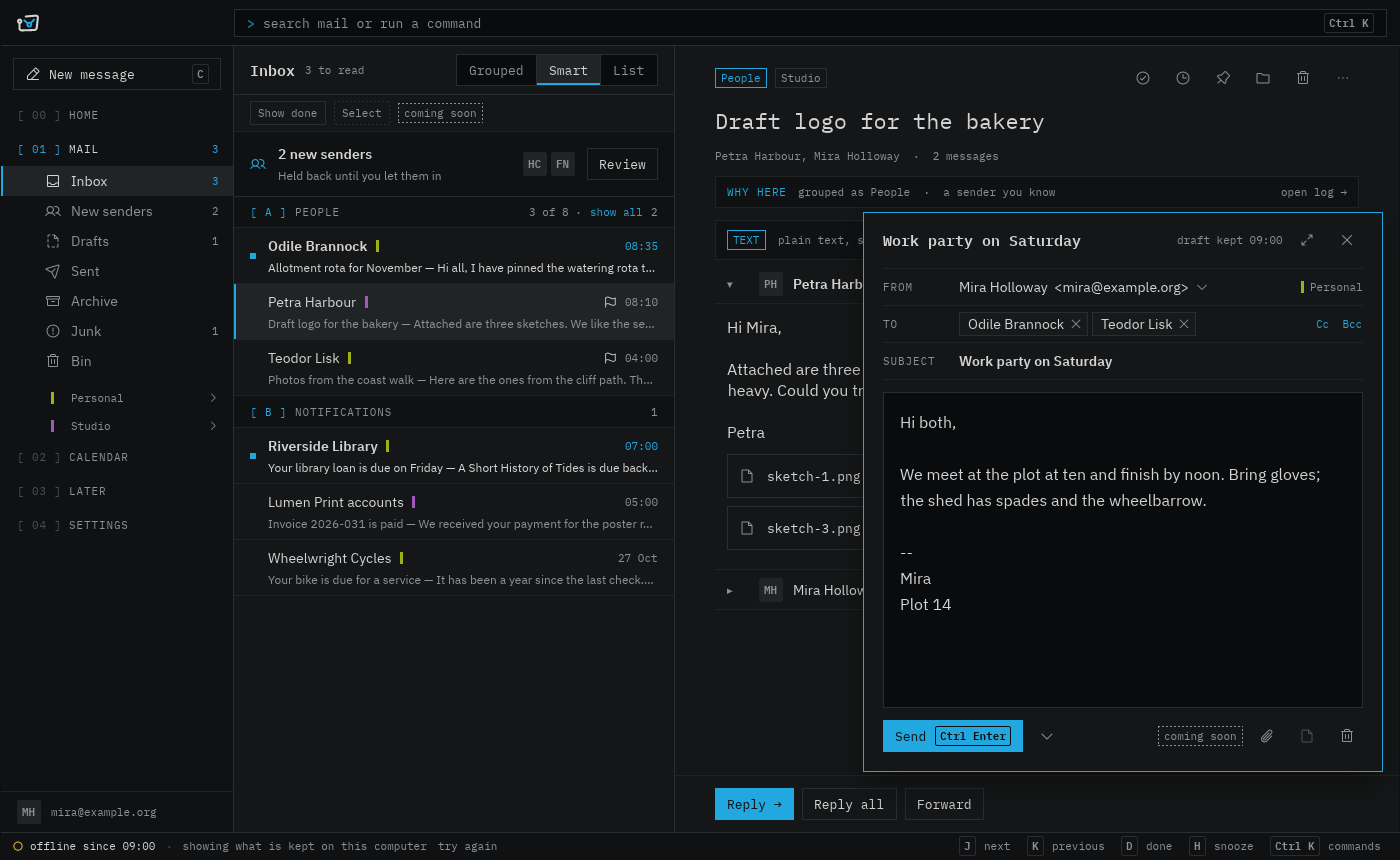 > search mail or run a command Ctrl K
New message C
[ 00 ] HOME
[ 01 ] MAIL 3
Inbox 3
New senders 2
Drafts 1
Sent
Archive
Junk 1
Bin
Personal
Studio
[ 02 ] CALENDAR
[ 03 ] LATER
[ 04 ] SETTINGS
MH mira@example.org
Inbox 3 to read Grouped Smart List
Show done Select coming soon
2 new senders
Held back until you let them in
HC FN Review
[ A ] PEOPLE 3 of 8 · show all 2
Odile Brannock 08:35
Allotment rota for November — Hi all, I have pinned the watering rota t…
Petra Harbour 08:10
Draft logo for the bakery — Attached are three sketches. We like the se…
Teodor Lisk 04:00
Photos from the coast walk — Here are the ones from the cliff path. Th…
[ B ] NOTIFICATIONS 1
Riverside Library 07:00
Your library loan is due on Friday — A Short History of Tides is due back…
Lumen Print accounts 05:00
Invoice 2026-031 is paid — We received your payment for the poster r…
Wheelwright Cycles 27 Oct
Your bike is due for a service — It has been a year since the last check.…
People Studio
Draft logo for the bakery
Petra Harbour, Mira Holloway · 2 messages
WHY HERE grouped as People · a sender you know open log →
TEXT plain text, s
PH Petra Harb
Hi Mira,
Attached are three
heavy. Could you tr
Petra
sketch-1.png
sketch-3.png
MH Mira Hollow
Reply → Reply all Forward
Work party on Saturday draft kept 09:00
FROM Mira Holloway <mira@example.org> Personal
TO Odile Brannock Teodor Lisk Cc Bcc
SUBJECT Work party on Saturday
Hi both,
We meet at the plot at ten and finish by noon. Bring gloves;
the shed has spades and the wheelbarrow.
--
Mira
Plot 14
Send Ctrl Enter coming soon
offline since 09:00 · showing what is kept on this computer try again
J next K previous D done H snooze Ctrl K commands